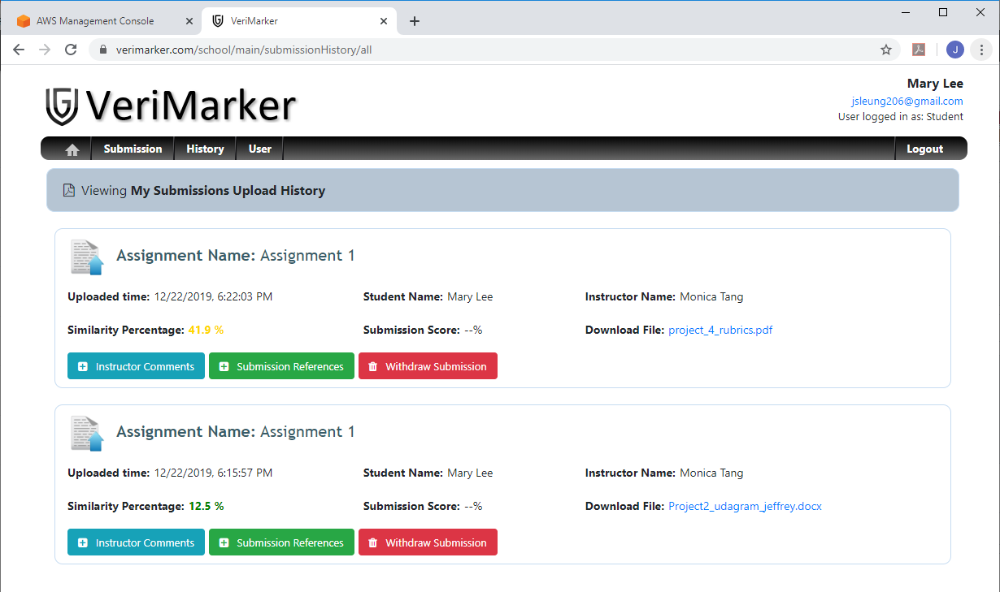 AWS Management Console
VeriMarker
verimarker.com/school/main/submissionHistory/all
J
VeriMarker
Mary Lee
jsleung206@gmail.com
User logged in as: Student
Submission History User Logout
Viewing My Submissions Upload History
Assignment Name: Assignment 1
Uploaded time: 12/22/2019, 6:22:03 PM Student Name: Mary Lee Instructor Name: Monica Tang
Similarity Percentage: 41.9 % Submission Score: --% Download File: project_4_rubrics.pdf
Instructor Comments Submission References Withdraw Submission
Assignment Name: Assignment 1
Uploaded time: 12/22/2019, 6:15:57 PM Student Name: Mary Lee Instructor Name: Monica Tang
Similarity Percentage: 12.5 % Submission Score: --% Download File: Project2_udagram_jeffrey.docx
Instructor Comments Submission References Withdraw Submission